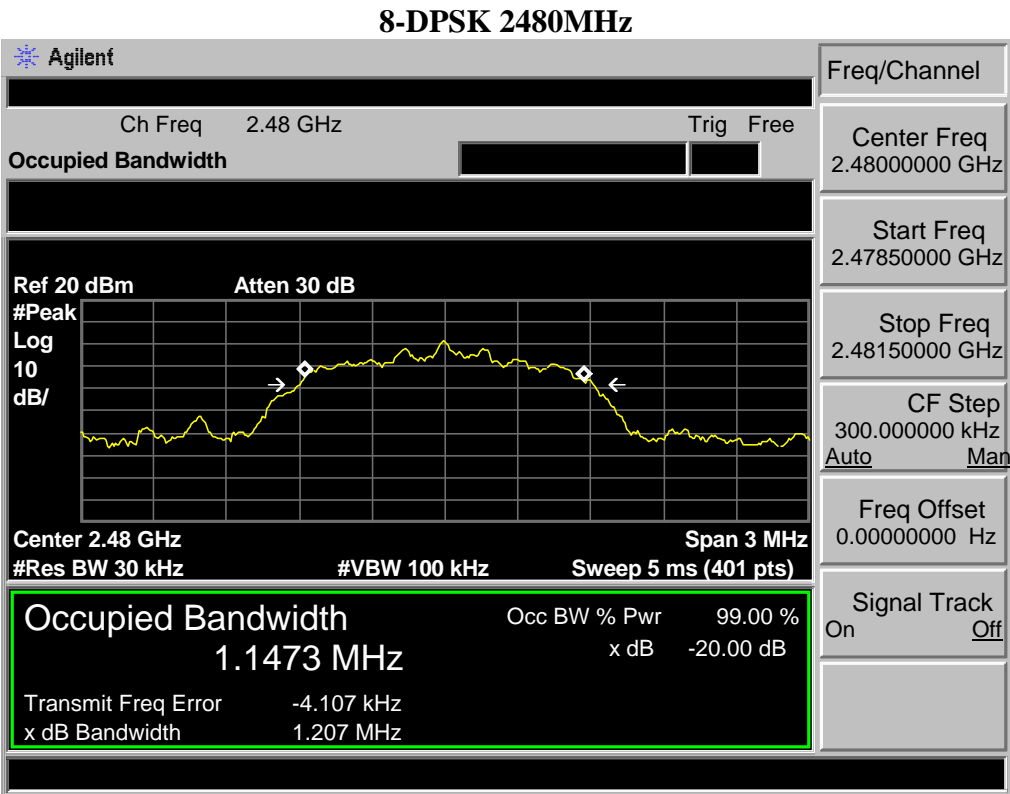 8-DPSK 2480MHz
Agilent
Freq/Channel
Ch Freq 2.48 GHz Trig Free
Occupied Bandwidth
Center Freq
2.48000000 GHz
Start Freq
2.47850000 GHz
Ref 20 dBm Atten 30 dB
#Peak
Log
10
dB/
Stop Freq
2.48150000 GHz
CF Step
300.000000 kHz
Auto Man
Freq Offset
0.00000000 Hz
Center 2.48 GHz Span 3 MHz
#Res BW 30 kHz #VBW 100 kHz Sweep 5 ms (401 pts)
Signal Track
On Off
Occupied Bandwidth Occ BW % Pwr 99.00 %
1.1473 MHz x dB -20.00 dB
Transmit Freq Error -4.107 kHz
x dB Bandwidth 1.207 MHz